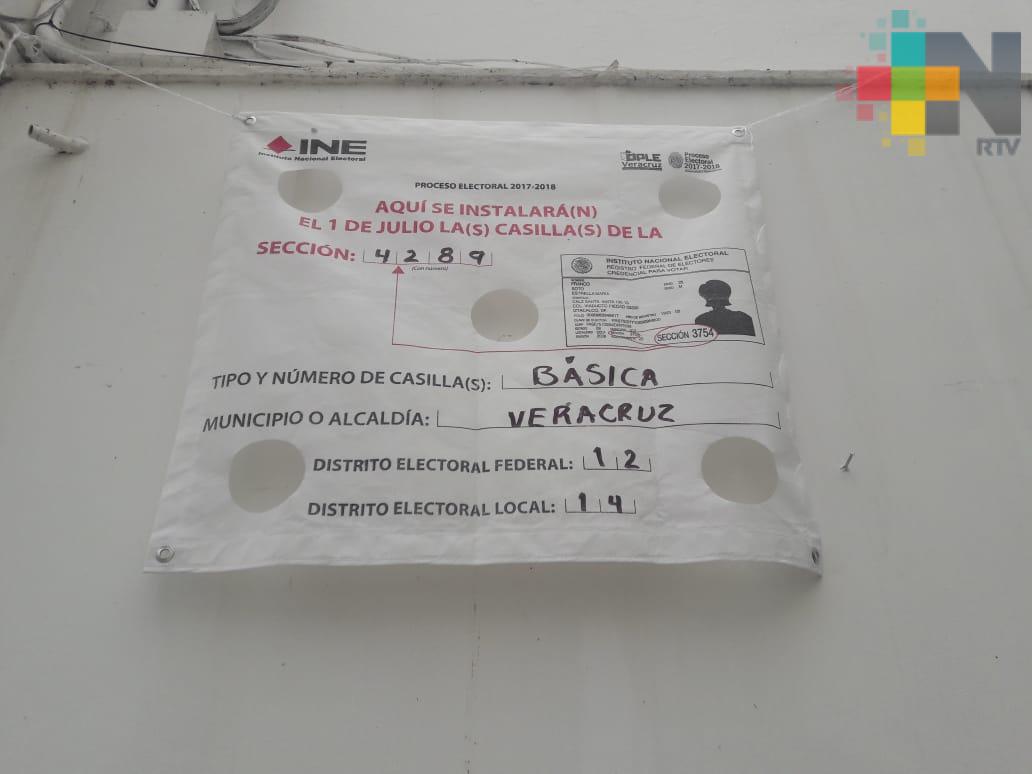 RTV
INE
Instituto Nacional Electoral
OPLE
Veracruz
Proceso
Electoral
2017-2018
PROCESO ELECTORAL 2017-2018
AQUÍ SE INSTALARÁ(N)
EL 1 DE JULIO LA(S) CASILLA(S) DE LA
SECCIÓN: 4289
(Con número)
INSTITUTO NACIONAL ELECTORAL
REGISTRO FEDERAL DE ELECTORES
CREDENCIAL PARA VOTAR
SECCIÓN 3754
TIPO Y NÚMERO DE CASILLA(S): BÁSICA
MUNICIPIO O ALCALDÍA: VERACRUZ
DISTRITO ELECTORAL FEDERAL: 12
DISTRITO ELECTORAL LOCAL: 14